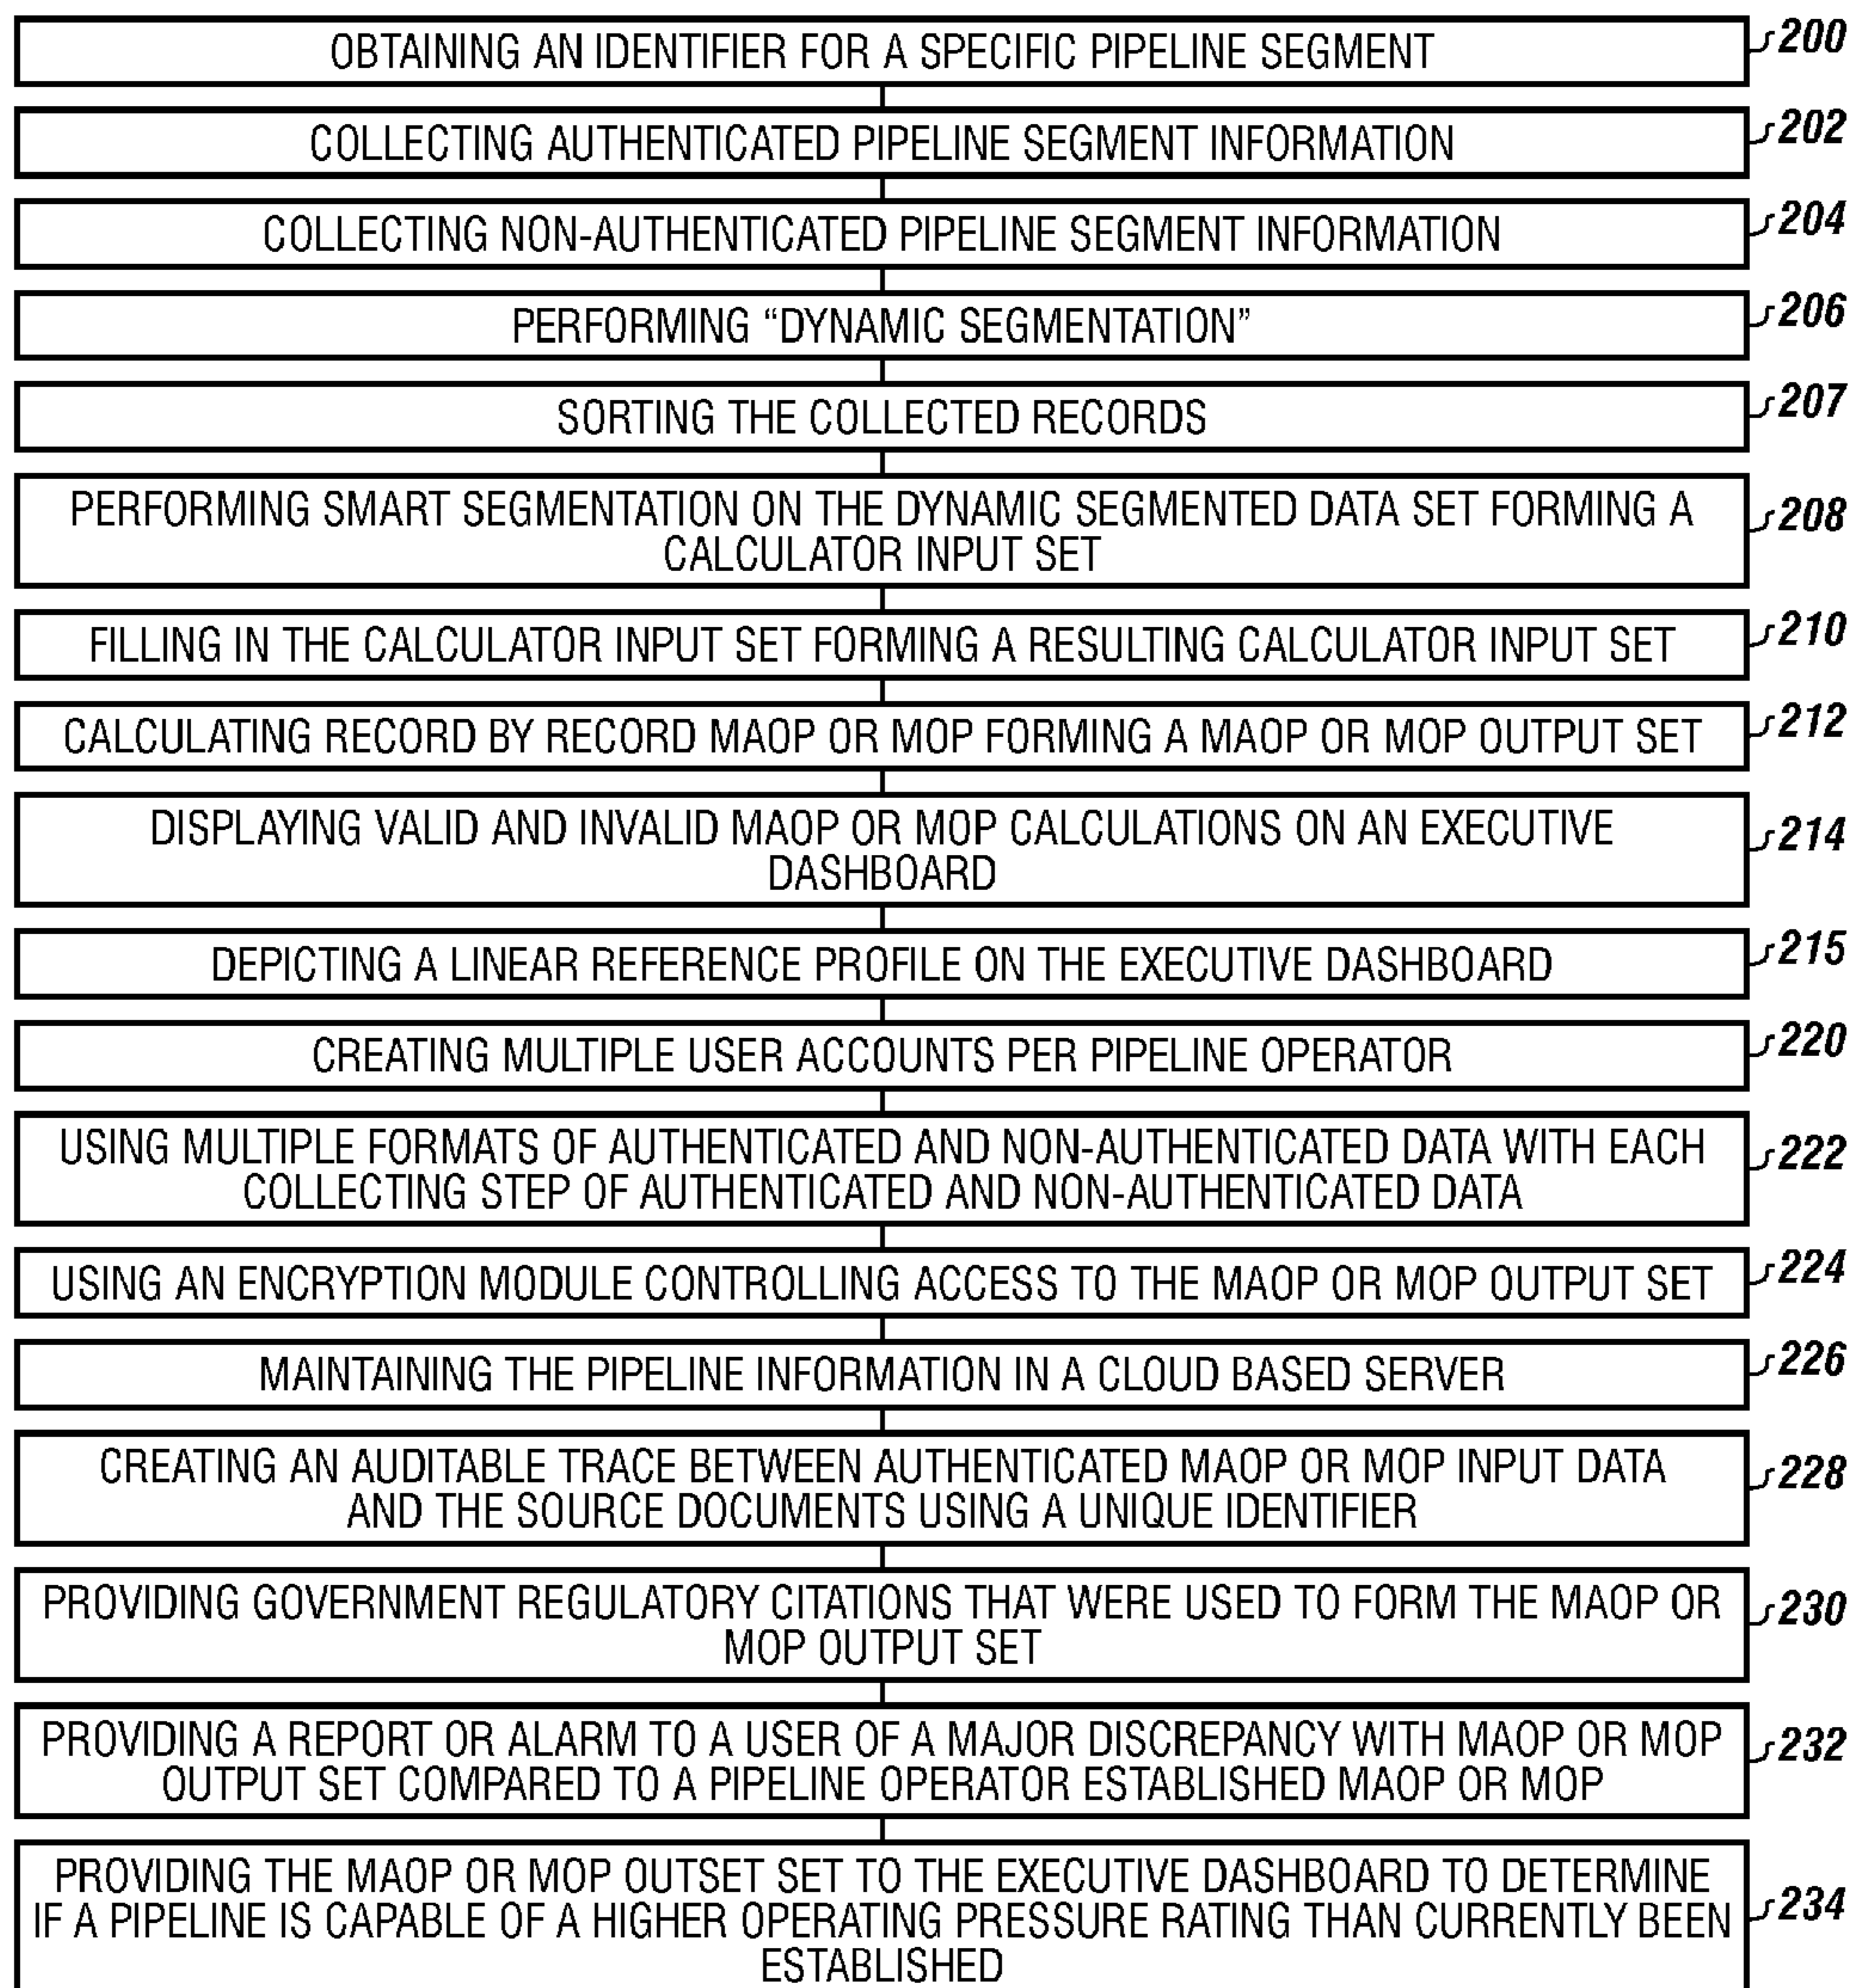 OBTAINING AN IDENTIFIER FOR A SPECIFIC PIPELINE SEGMENT
200
COLLECTING AUTHENTICATED PIPELINE SEGMENT INFORMATION
202
COLLECTING NON-AUTHENTICATED PIPELINE SEGMENT INFORMATION
204
PERFORMING “DYNAMIC SEGMENTATION”
206
SORTING THE COLLECTED RECORDS
207
PERFORMING SMART SEGMENTATION ON THE DYNAMIC SEGMENTED DATA SET FORMING A
CALCULATOR INPUT SET
208
FILLING IN THE CALCULATOR INPUT SET FORMING A RESULTING CALCULATOR INPUT SET
210
CALCULATING RECORD BY RECORD MAOP OR MOP FORMING A MAOP OR MOP OUTPUT SET
212
DISPLAYING VALID AND INVALID MAOP OR MOP CALCULATIONS ON AN EXECUTIVE
DASHBOARD
214
DEPICTING A LINEAR REFERENCE PROFILE ON THE EXECUTIVE DASHBOARD
215
CREATING MULTIPLE USER ACCOUNTS PER PIPELINE OPERATOR
220
USING MULTIPLE FORMATS OF AUTHENTICATED AND NON-AUTHENTICATED DATA WITH EACH
COLLECTING STEP OF AUTHENTICATED AND NON-AUTHENTICATED DATA
222
USING AN ENCRYPTION MODULE CONTROLLING ACCESS TO THE MAOP OR MOP OUTPUT SET
224
MAINTAINING THE PIPELINE INFORMATION IN A CLOUD BASED SERVER
226
CREATING AN AUDITABLE TRACE BETWEEN AUTHENTICATED MAOP OR MOP INPUT DATA
AND THE SOURCE DOCUMENTS USING A UNIQUE IDENTIFIER
228
PROVIDING GOVERNMENT REGULATORY CITATIONS THAT WERE USED TO FORM THE MAOP OR
MOP OUTPUT SET
230
PROVIDING A REPORT OR ALARM TO A USER OF A MAJOR DISCREPANCY WITH MAOP OR MOP
OUTPUT SET COMPARED TO A PIPELINE OPERATOR ESTABLISHED MAOP OR MOP
232
PROVIDING THE MAOP OR MOP OUTSET SET TO THE EXECUTIVE DASHBOARD TO DETERMINE
IF A PIPELINE IS CAPABLE OF A HIGHER OPERATING PRESSURE RATING THAN CURRENTLY BEEN
ESTABLISHED
234